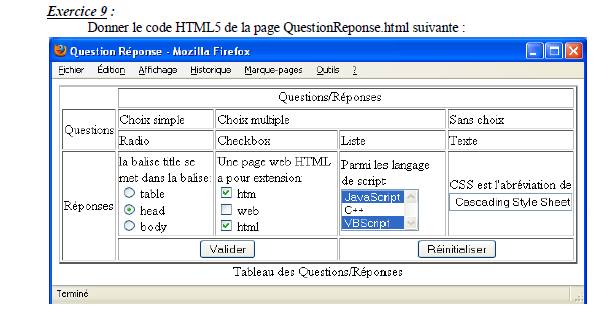 Exercice 9 :
Donner le code HTML5 de la page QuestionReponse.html suivante :
Question Réponse - Mozilla Firefox
Fichier Édition Affichage Historique Marque-pages Outils ?
Questions/Réponses
Questions
Choix simple
Choix multiple
Sans choix
Radio
Checkbox
Liste
Texte
Réponses
la balise title se
met dans la balise:
table
head
body
Une page web HTML
a pour extension:
htm
web
html
Parmi les langage
de script:
JavaScript
C++
VBScript
CSS est l'abréviation de
Cascading Style Sheet
Valider
Réinitialiser
Tableau des Questions/Réponses
Terminé